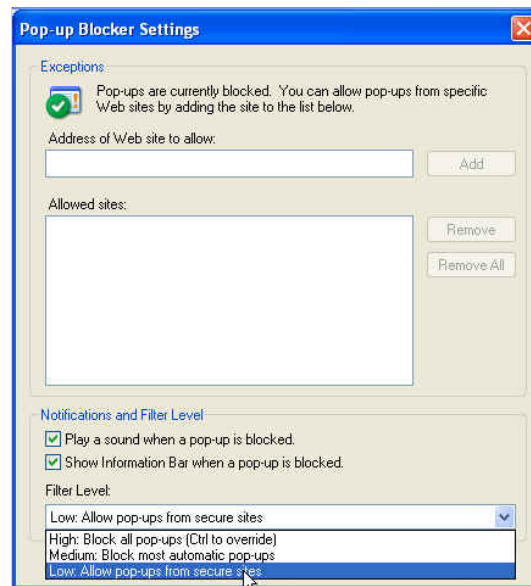 Pop-up Blocker Settings
Exceptions
Pop-ups are currently blocked. You can allow pop-ups from specific
Web sites by adding the site to the list below.
Address of Web site to allow:
Add
Allowed sites:
Remove
Remove All
Notifications and Filter Level
Play a sound when a pop-up is blocked.
Show Information Bar when a pop-up is blocked.
Filter Level:
Low: Allow pop-ups from secure sites
High: Block all pop-ups (Ctrl to override)
Medium: Block most automatic pop-ups
Low: Allow pop-ups from secure sites